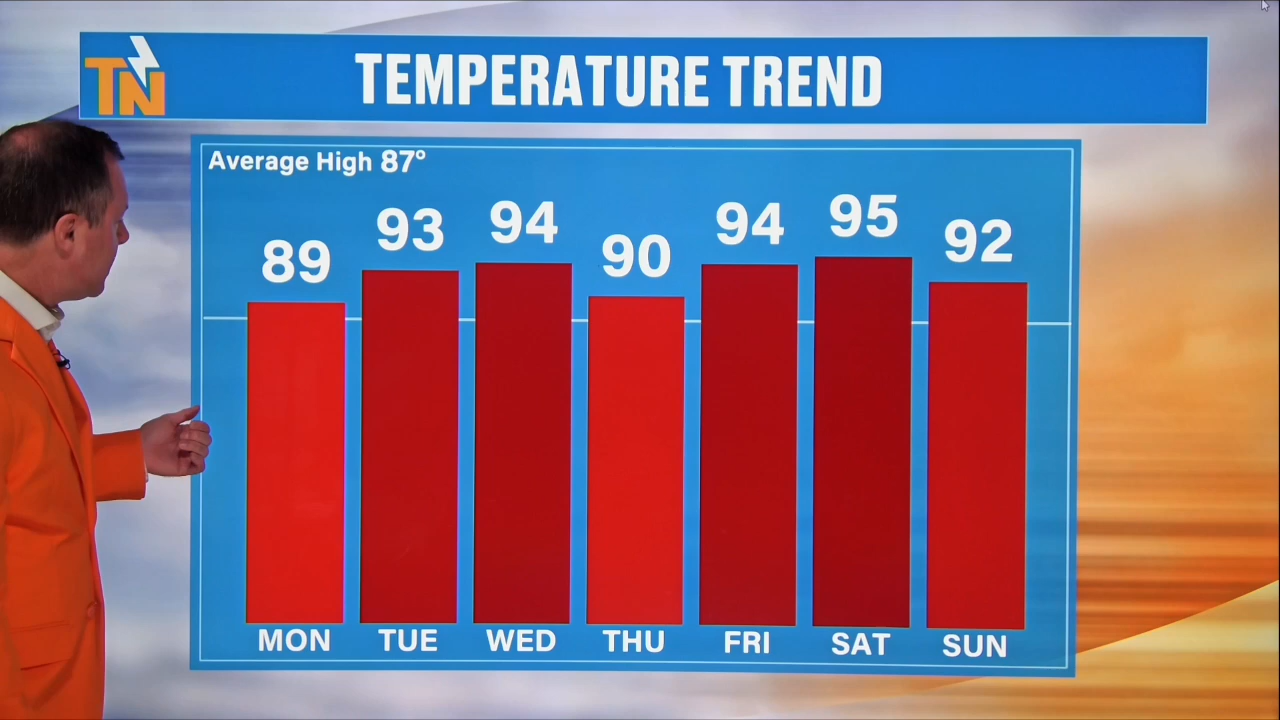 TN
TEMPERATURE TREND
Average High 87°
89 93 94 90 94 95 92
MON TUE WED THU FRI SAT SUN